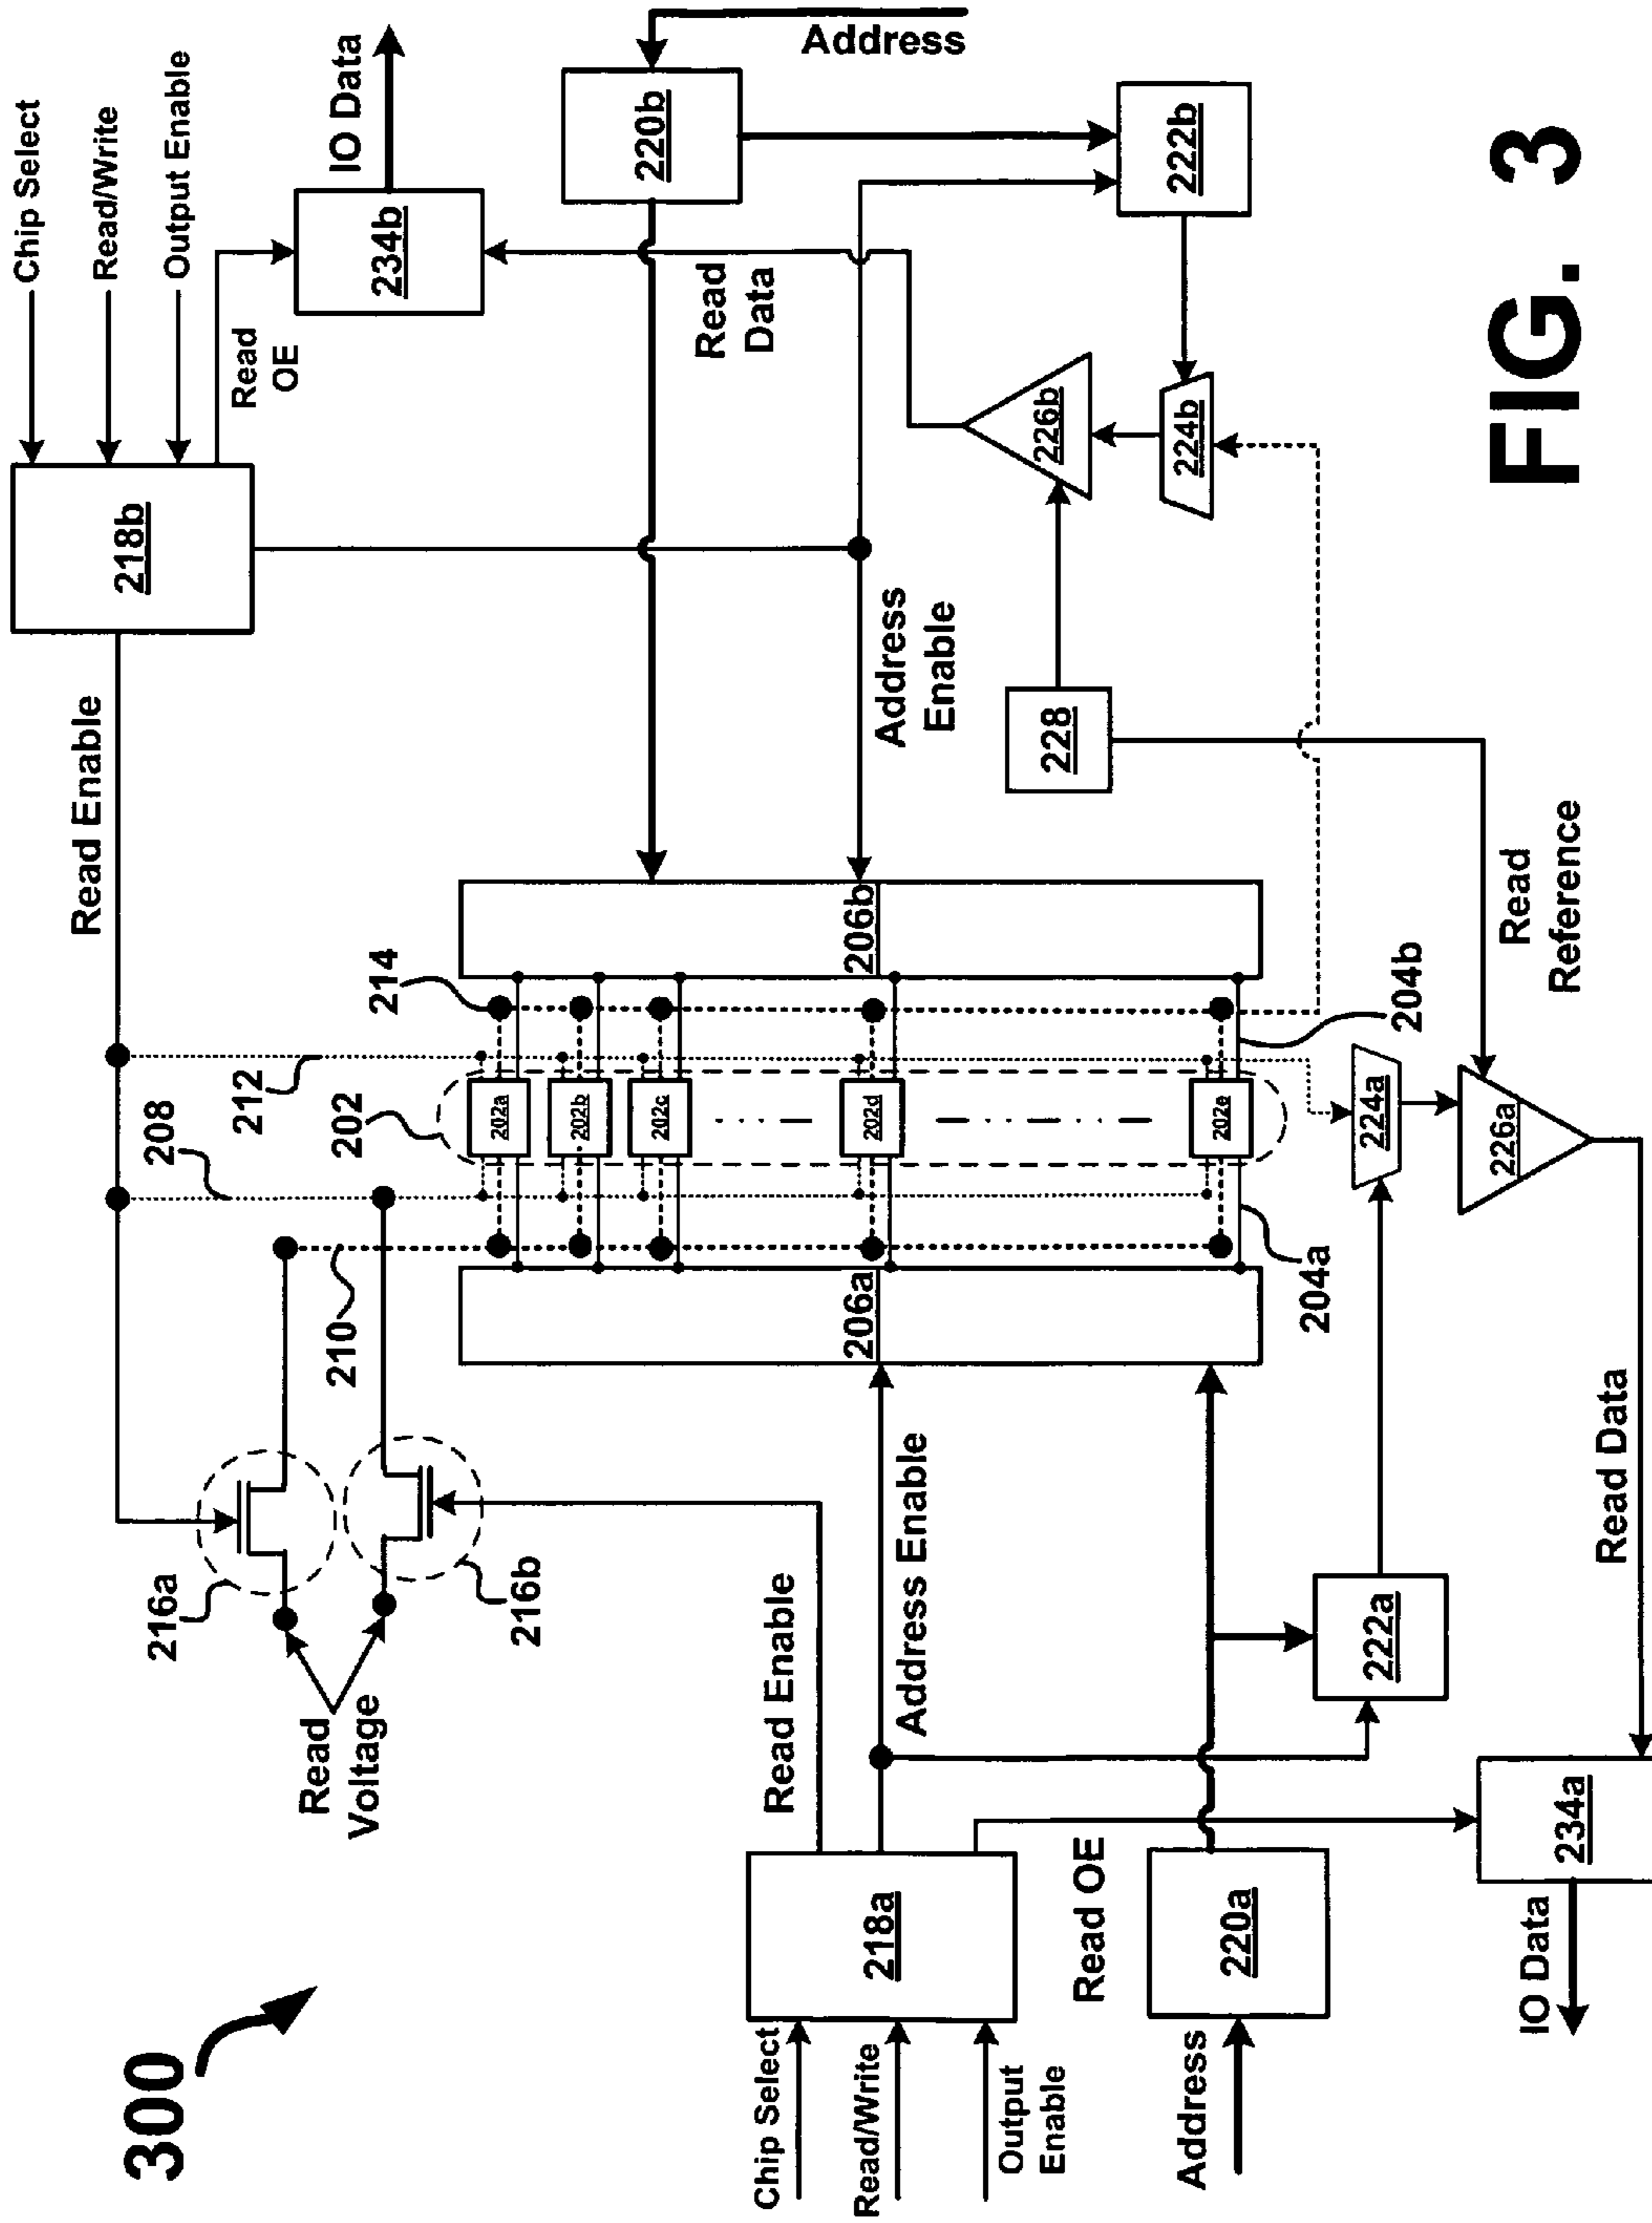 300
Chip Select
Read/Write
Output
Enable
218a
Address
220a
Read OE
IO Data
234a
Read Data
222a
Read Enable
Address Enable
Read
Voltage
216a
216b
210
208
212
202
214
206a
206b
204a
204b
202a
202b
202c
202d
202e
224a
226a
Read
Reference
228
Read Enable
Address
Enable
218b
Chip Select
Read/Write
Output Enable
Read
OE
234b
IO Data
Read
Data
220b
Address
222b
224b
226b
FIG. 3